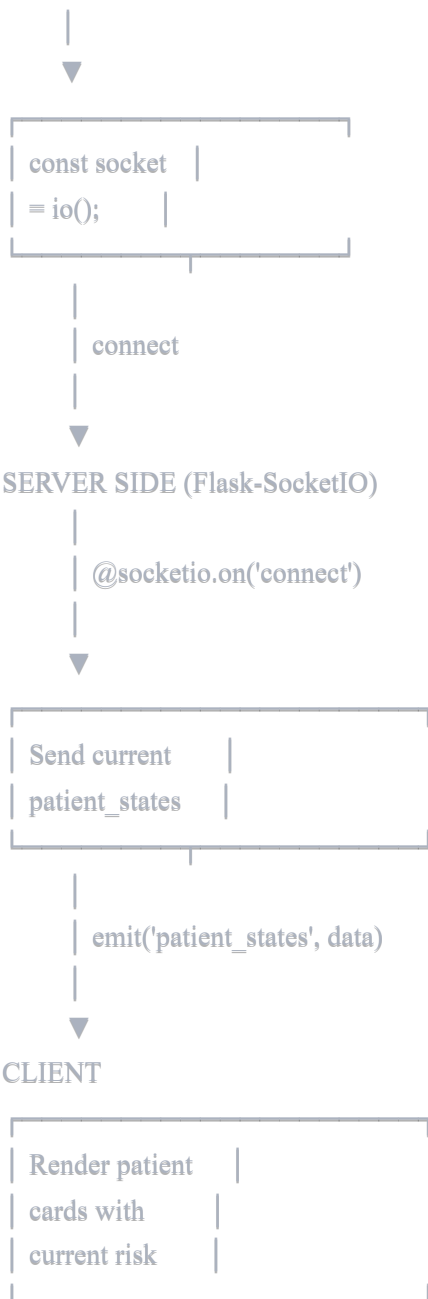 const socket
= io();
connect
SERVER SIDE (Flask-SocketIO)
@socketio.on('connect')
Send current
patient_states
emit('patient_states', data)
CLIENT
Render patient
cards with
current risk